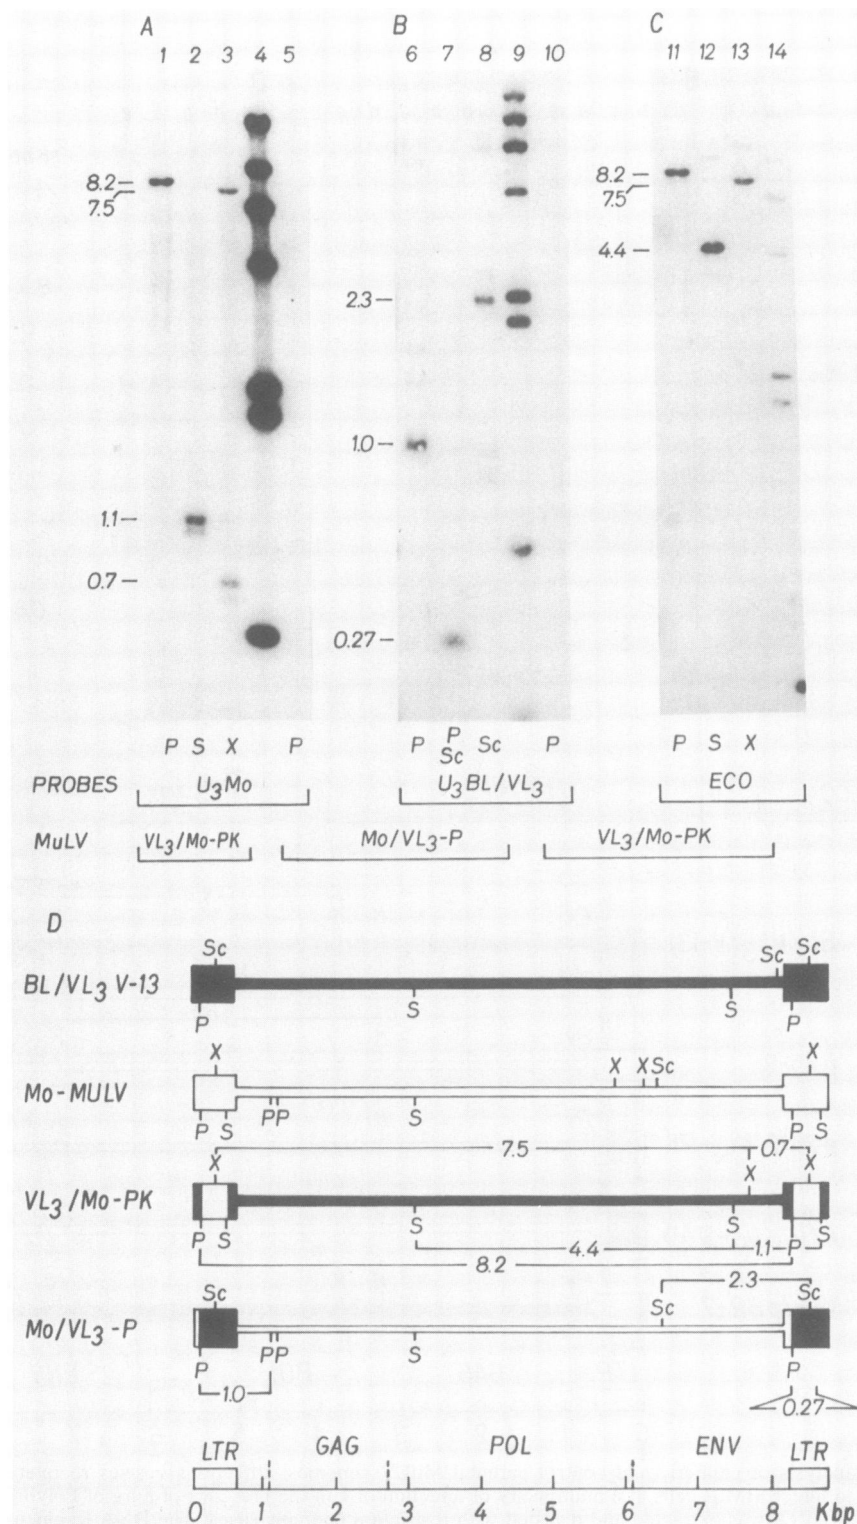 A B C
1 2 3 4 5 6 7 8 9 10 11 12 13 14
8.2 8.2
7.5 75
4.4
2.3
1.0
1.1
0.7
0.27
P S X P P P Sc P P S X
Sc
PROBES U3Mo U3BL/VL3 ECO
MuLV VL3/Mo-PK Mo/VL3-P VL3/Mo-PK
D
Sc Sc Sc
BL/VL3 V-13
P S S P
X X X Sc X
Mo-MULV
P S PP S P S
7.5 0.7
X X X
VL3/Mo-PK
P S S S P S
4.4 1.1
8.2
2.3
Sc Sc Sc
Mo/VL3-P
P PP S P
1.0 0.27
LTR GAG POL ENV LTR
0 1 2 3 4 5 6 7 8 Kbp